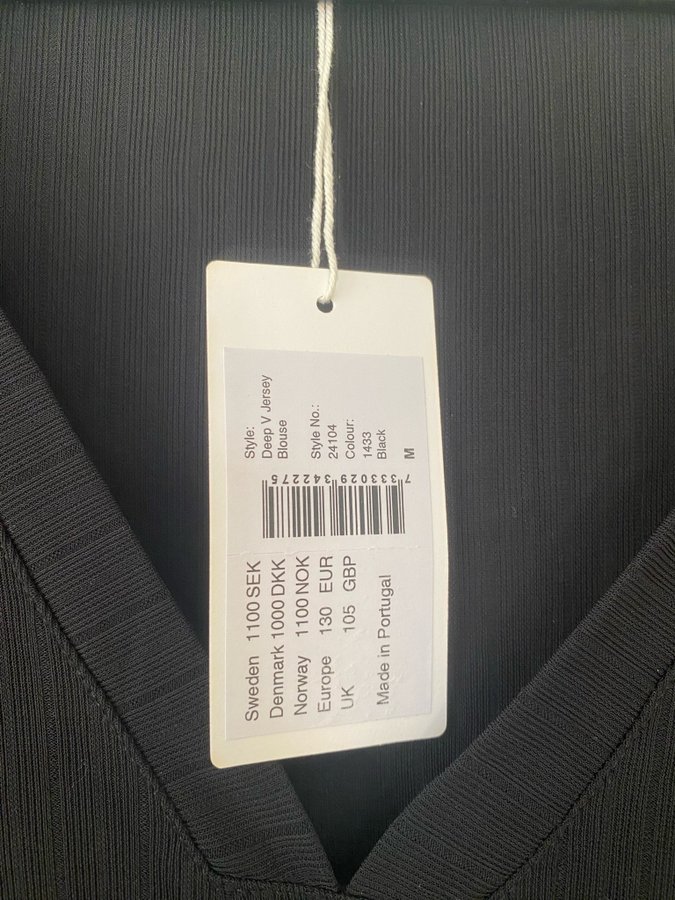 Style:
Deep V Jersey
Blouse
Style No.:
24104
Colour:
1433
Black
M
7 333029 342275
Sweden 1100 SEK
Denmark 1000 DKK
Norway 1100 NOK
Europe 130 EUR
UK 105 GBP
Made in Portugal